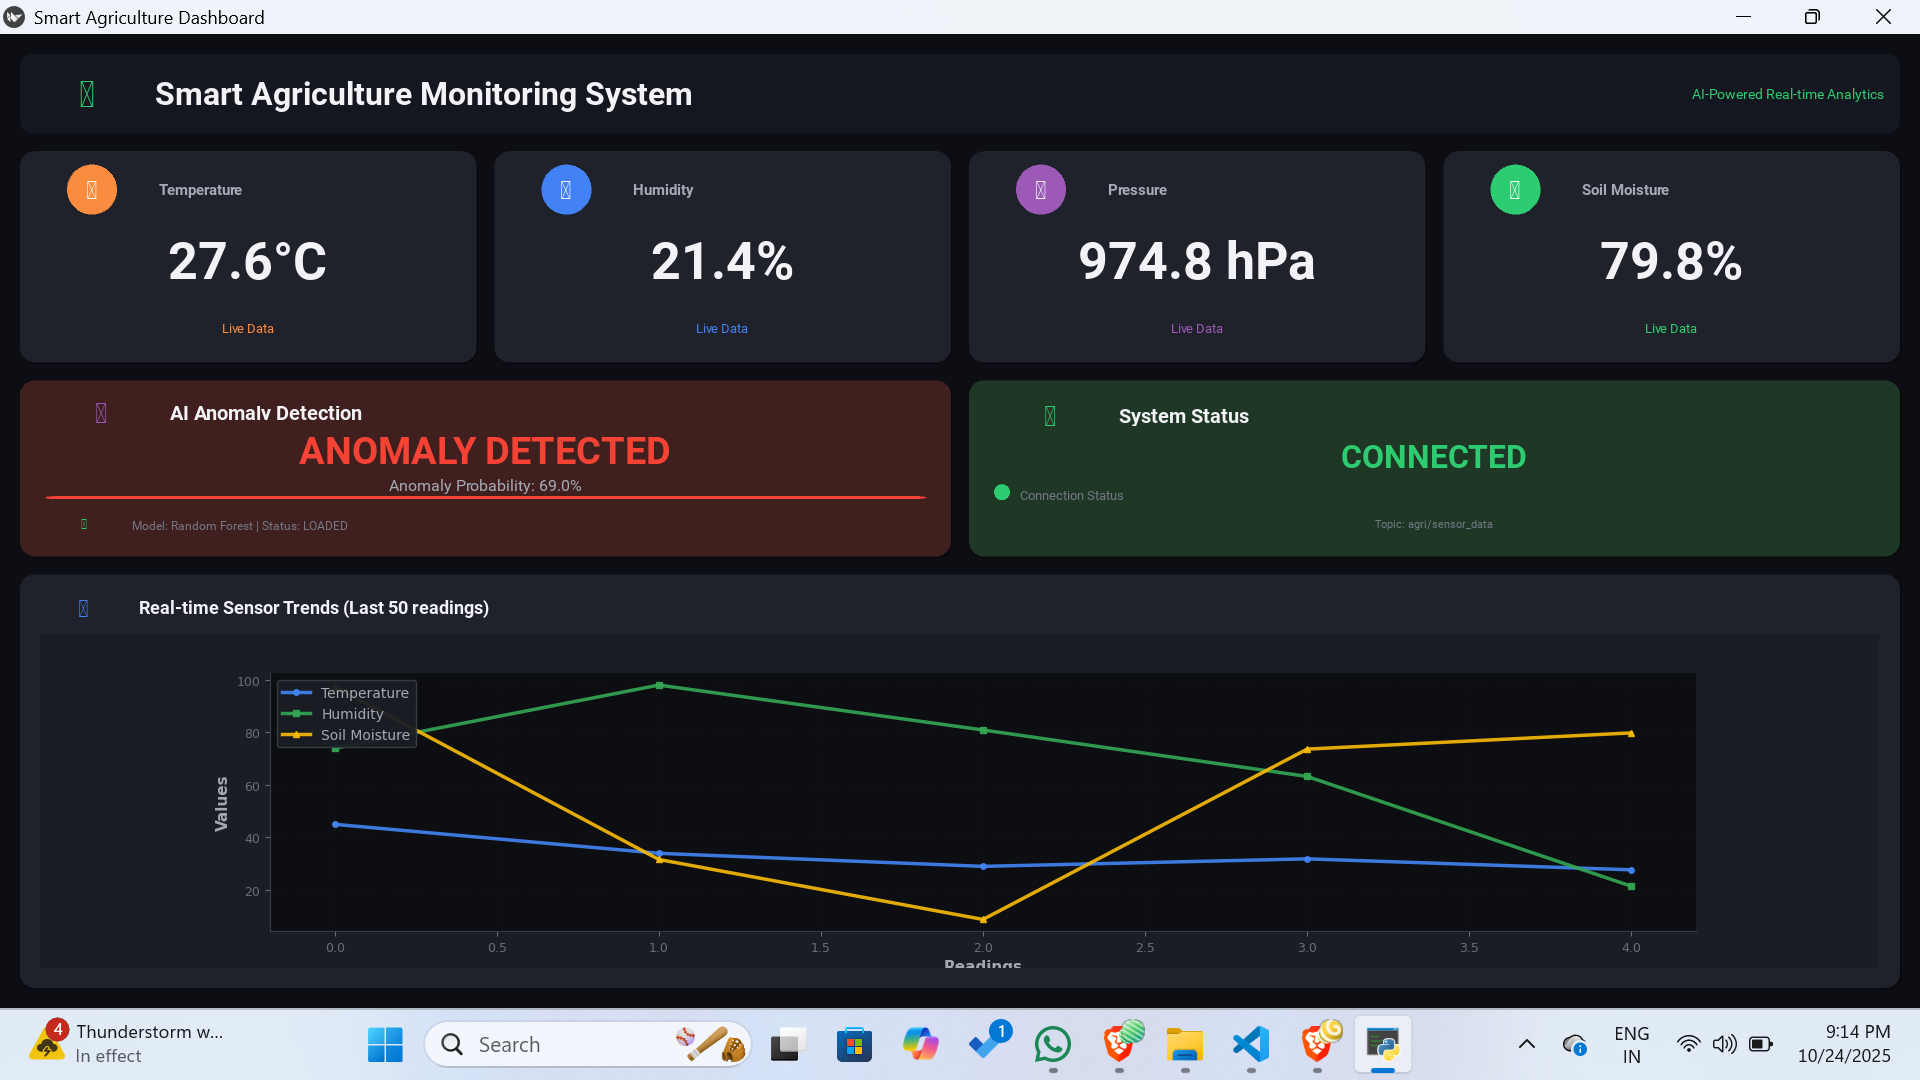 Smart Agriculture Dashboard
Smart Agriculture Monitoring System
AI-Powered Real-time Analytics
Temperature
27.6°C
Live Data
Humidity
21.4%
Live Data
Pressure
974.8 hPa
Live Data
Soil Moisture
79.8%
Live Data
AI Anomaly Detection
ANOMALY DETECTED
Anomaly Probability: 69.0%
Model: Random Forest | Status: LOADED
System Status
CONNECTED
Connection Status
Topic: agri/sensor_data
Real-time Sensor Trends (Last 50 readings)
Temperature
Humidity
Soil Moisture
Values
100
80
60
40
20
0.0 0.5 1.0 1.5 2.0 2.5 3.0 3.5 4.0
Readings
4
Thunderstorm w...
In effect
Search
1
ENG
IN
9:14 PM
10/24/2025